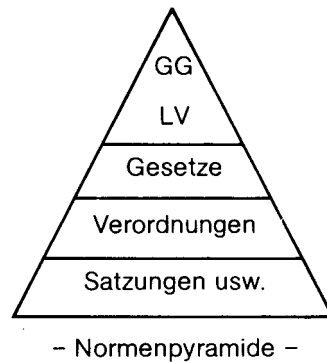 GG
LV
Gesetze
Verordnungen
Satzungen usw.
– Normenpyramide –